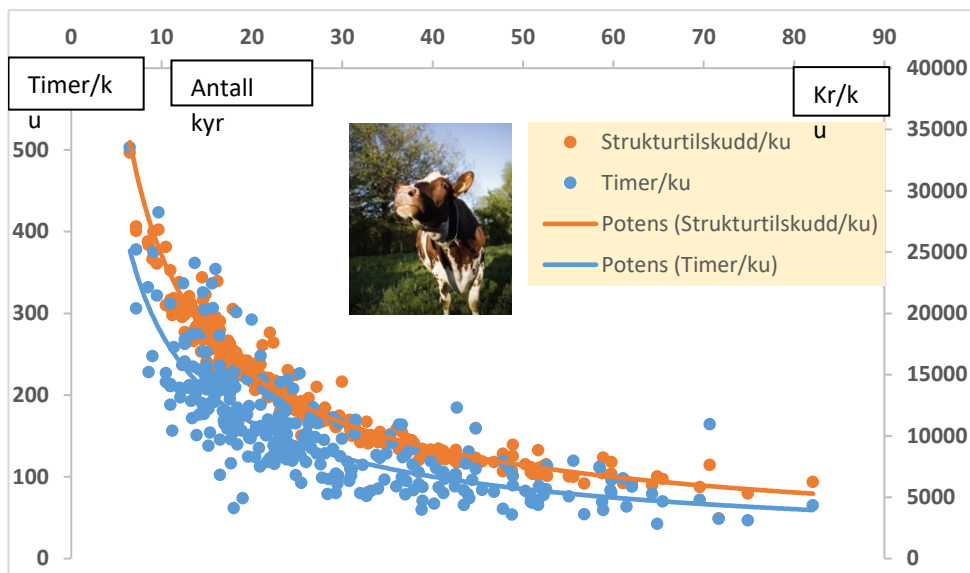 0 10 20 30 40 50 60 70 80 90
Timer/k
u
Antall
kyr
Kr/k
u
40000
35000
30000
25000
20000
15000
10000
5000
0
500
400
300
200
100
0
Strukturtilskudd/ku
Timer/ku
Potens (Strukturtilskudd/ku)
Potens (Timer/ku)